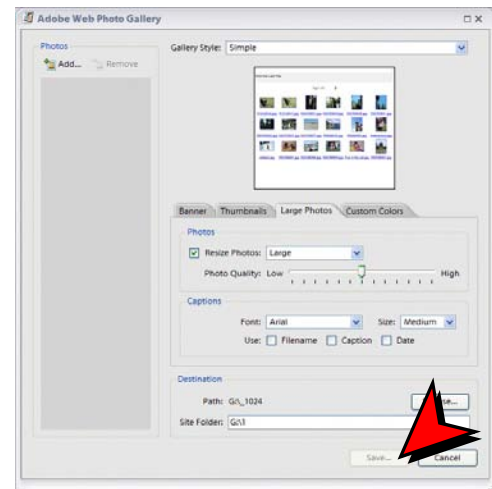 Adobe Web Photo Gallery
Photos
Add... Remove
Gallery Style: Simple
Banner Thumbnails Large Photos Custom Colors
Photos
Resize Photos: Large
Photo Quality: Low High
Captions
Font: Arial Size: Medium
Use: Filename Caption Date
Destination
Path: G:\_1024
Site Folder: G:\1
Save... Cancel